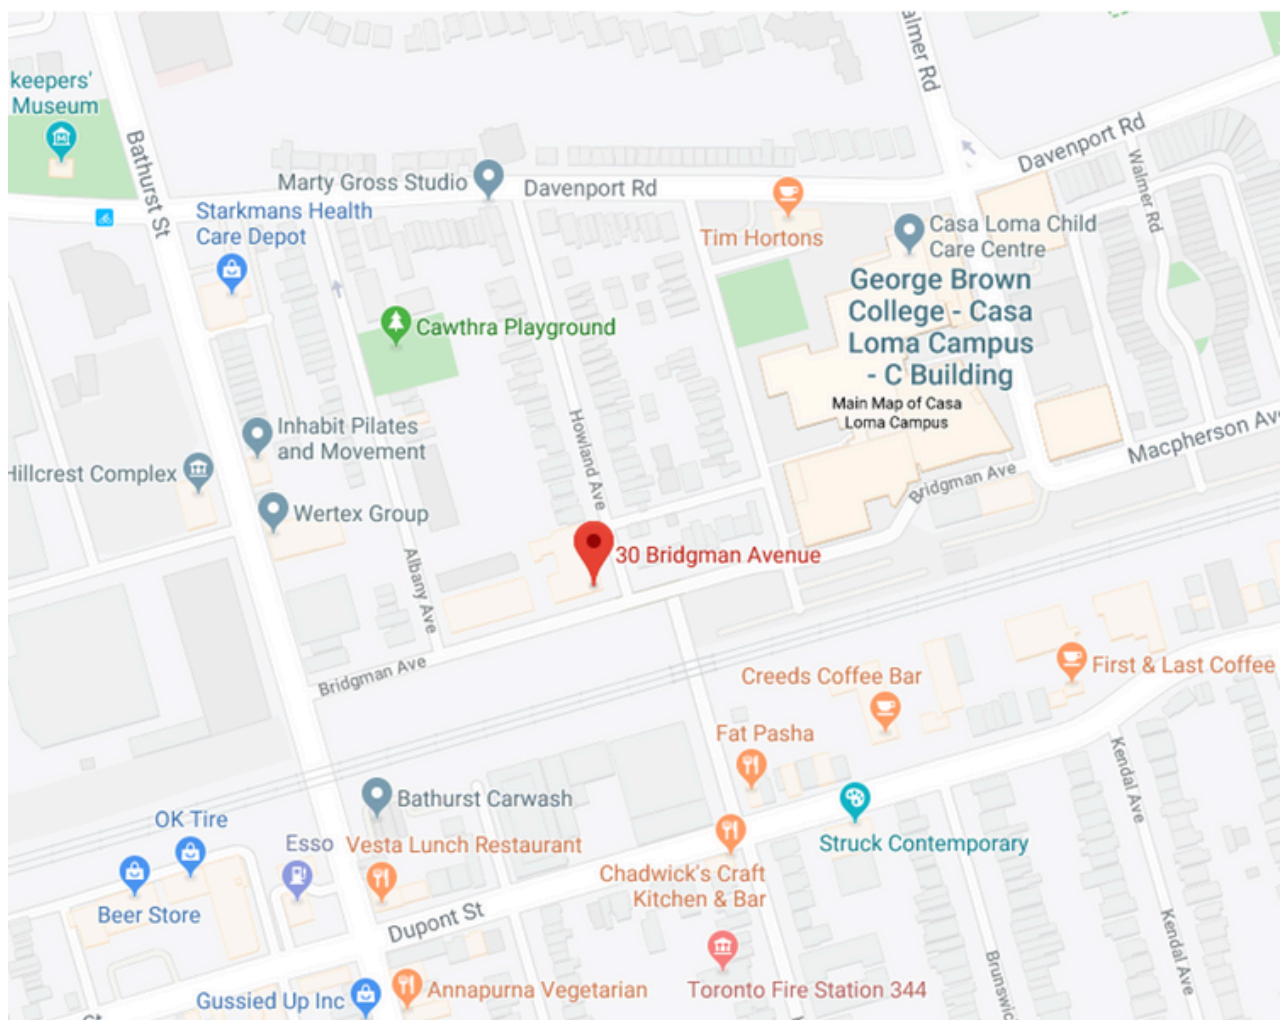 keepers'
Museum
Bathurst St
almer Rd
Davenport Rd
Walmer Rd
Marty Gross Studio
Davenport Rd
Starkmans Health
Care Depot
Tim Hortons
Casa Loma Child
Care Centre
George Brown
College - Casa
Loma Campus
- C Building
Main Map of Casa
Loma Campus
Cawthra Playground
Howland Ave
Inhabit Pilates
and Movement
Hillcrest Complex
Wertex Group
Macpherson Av
Bridgman Ave
30 Bridgman Avenue
Albany Ave
Bridgman Ave
Creeds Coffee Bar
First & Last Coffee
Fat Pasha
Kendal Ave
Bathurst Carwash
OK Tire
Esso
Vesta Lunch Restaurant
Struck Contemporary
Chadwick's Craft
Kitchen & Bar
Beer Store
Dupont St
Kendal Ave
Brunswic
Toronto Fire Station 344
Gussied Up Inc
Annapurna Vegetarian
St